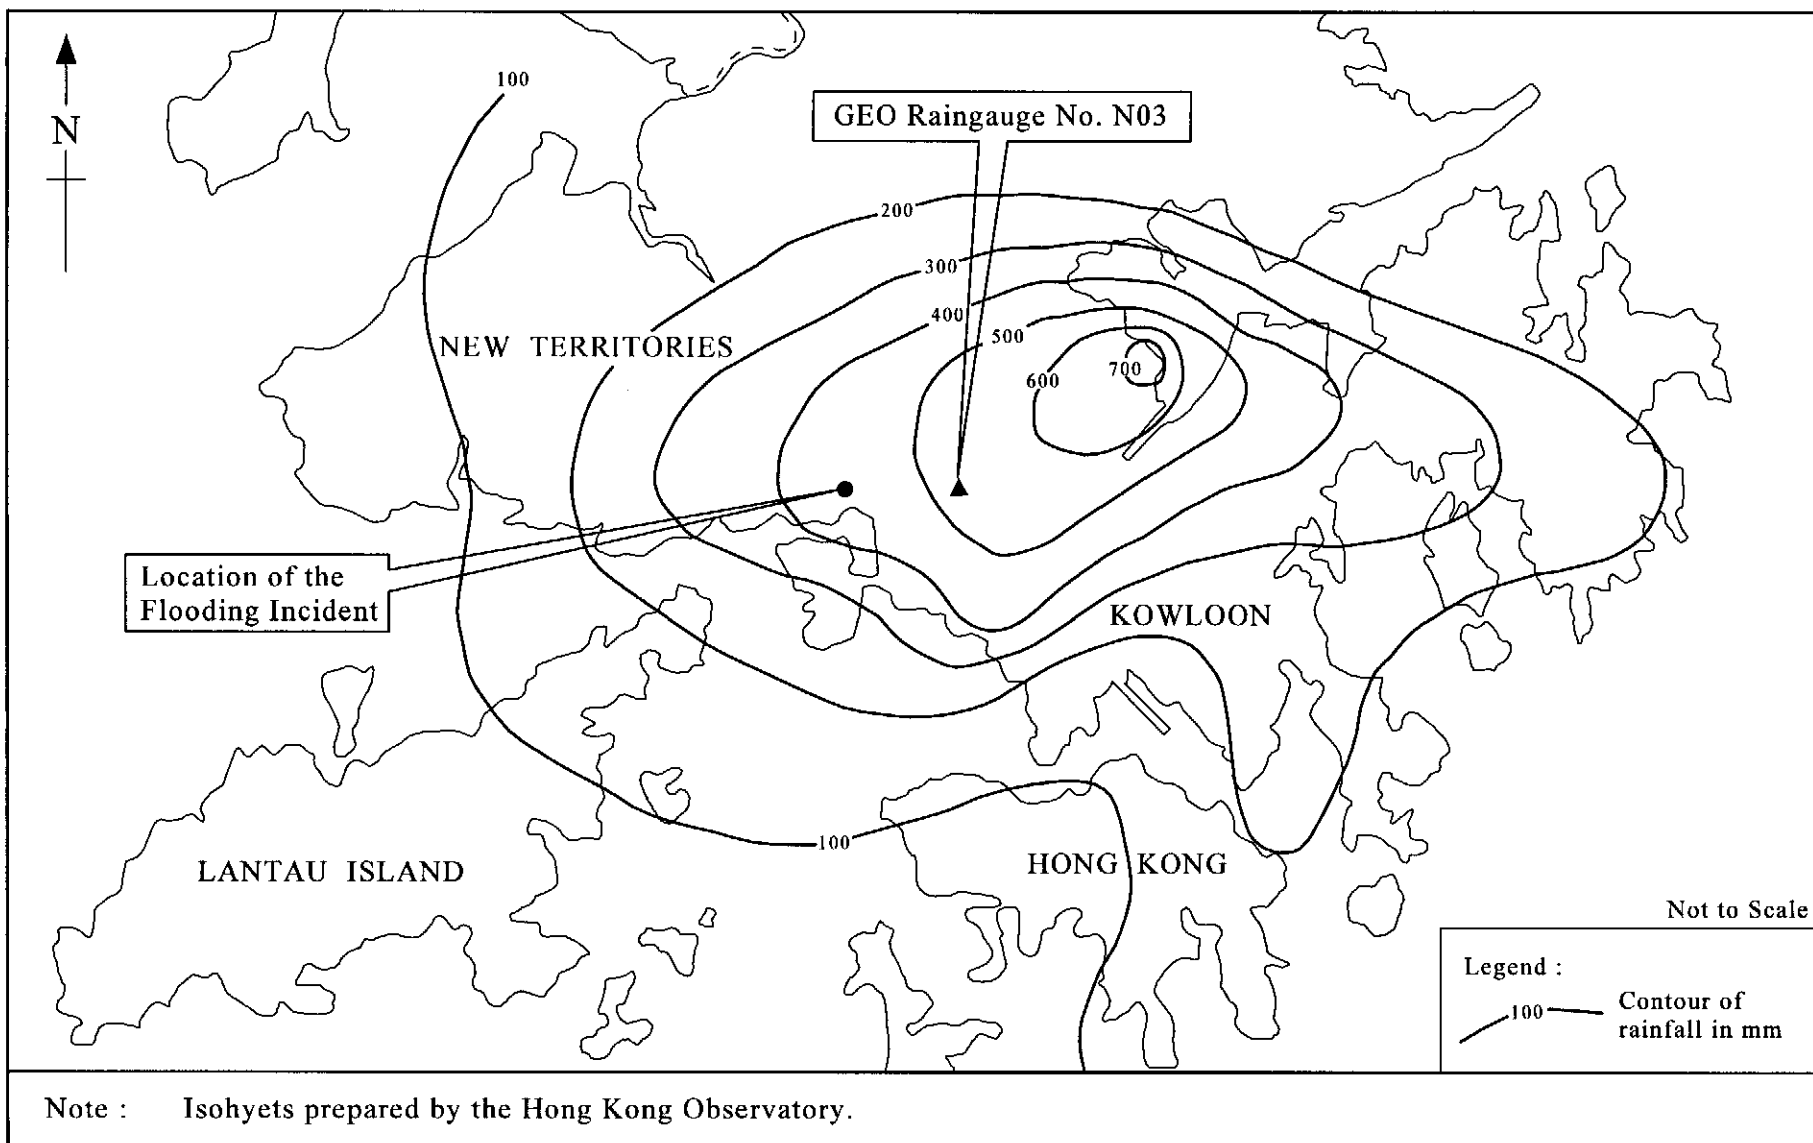 100
N
GEO Raingauge No. N03
200
300
400
500
NEW TERRITORIES
600
700
Location of the
Flooding Incident
KOWLOON
100
LANTAU ISLAND
HONG KONG
Not to Scale
Legend :
100
Contour of
rainfall in mm
Note : Isohyets prepared by the Hong Kong Observatory.